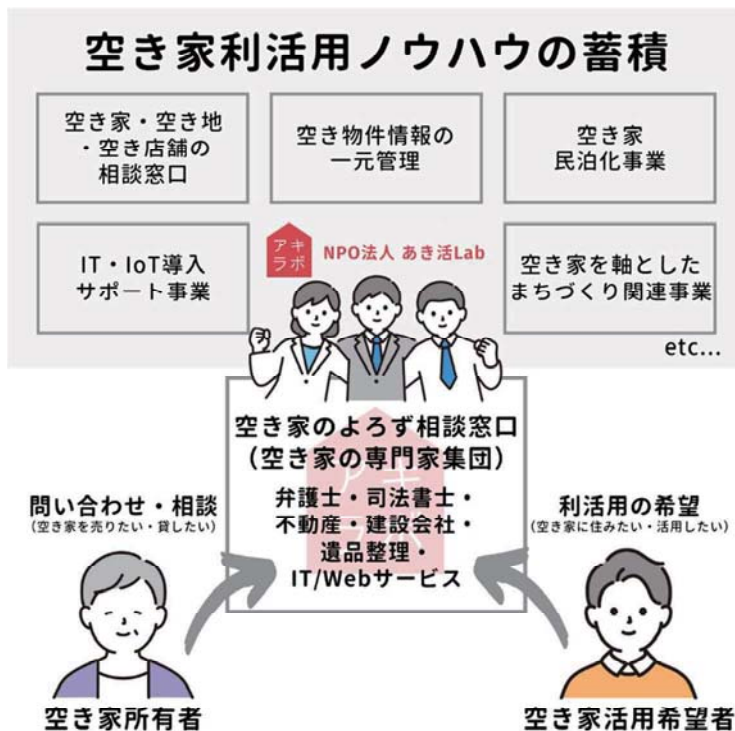 空き家利活用ノウハウの蓄積
空き家・空き地
・空き店舗の
相談窓口
空き物件情報の
一元管理
空き家
民泊化事業
IT・IoT導入
サポート事業
アキ
ラボ
NPO法人 あき活Lab
空き家を軸とした
まちづくり関連事業
etc...
空き家のよろず相談窓口
(空き家の専門家集団)
弁護士・司法書士・
不動産・建設会社・
遺品整理・
IT/Webサービス
アキ
ラボ
問い合わせ・相談
(空き家を売りたい・貸したい)
利活用の希望
(空き家に住みたい・活用したい)
空き家所有者
空き家活用希望者